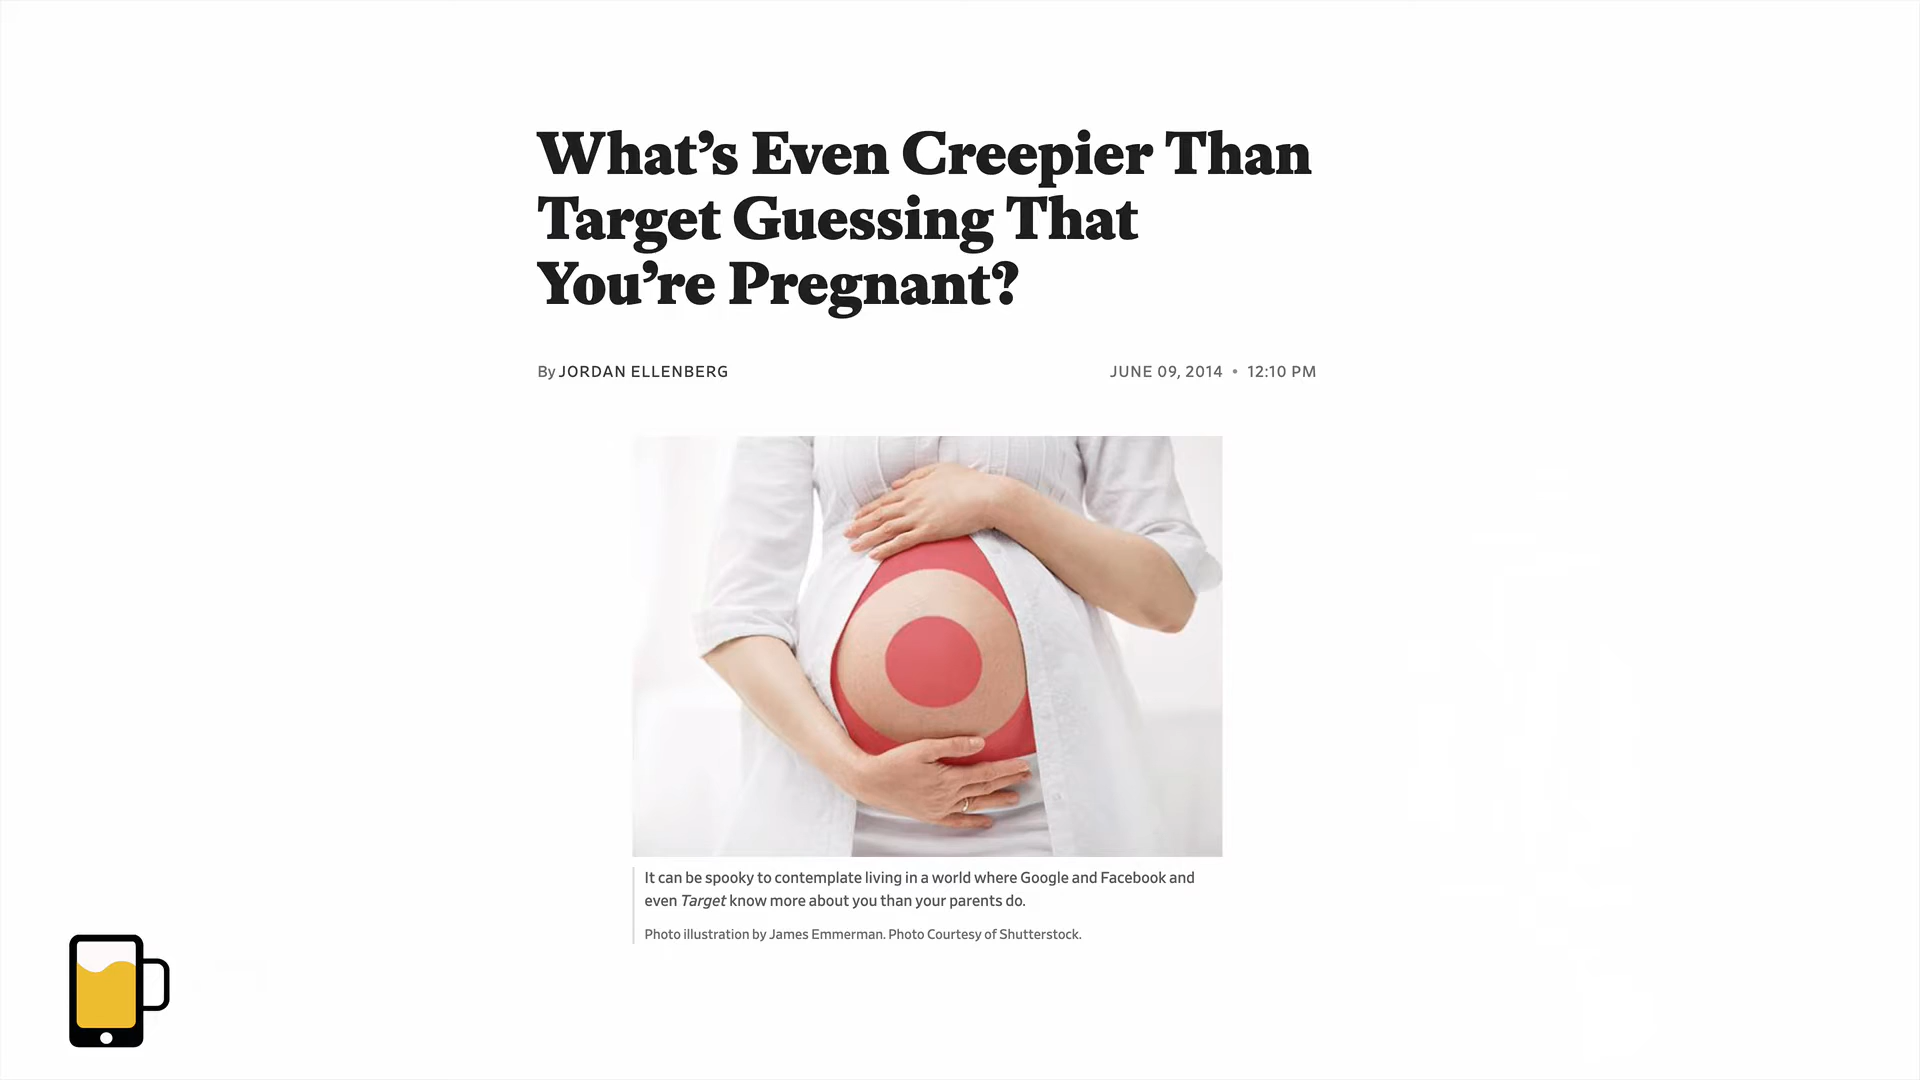 What’s Even Creepier Than
Target Guessing That
You’re Pregnant?
By JORDAN ELLENBERG
JUNE 09, 2014 • 12:10 PM
It can be spooky to contemplate living in a world where Google and Facebook and
even Target know more about you than your parents do.
Photo illustration by James Emmerman. Photo Courtesy of Shutterstock.